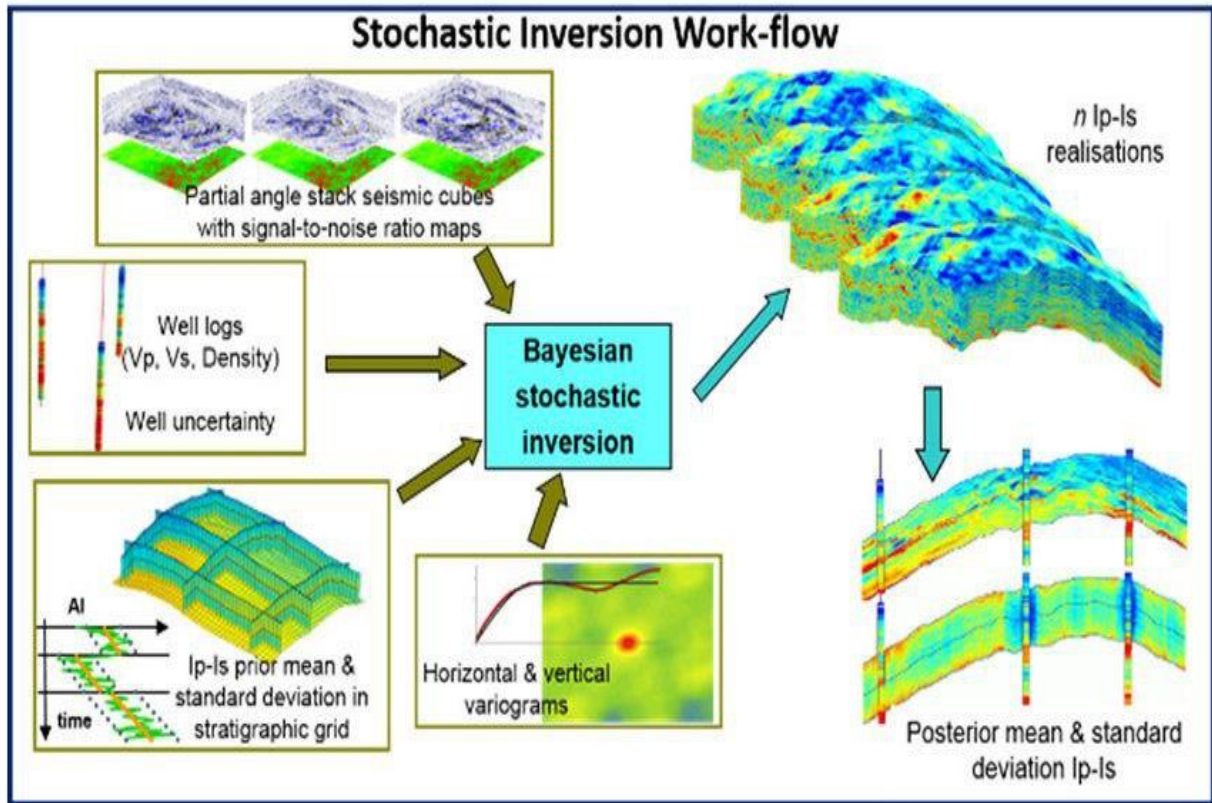 Stochastic Inversion Work-flow
Partial angle stack seismic cubes
with signal-to-noise ratio maps
n Ip-Is
realisations
Well logs
(Vp, Vs, Density)
Well uncertainty
Bayesian
stochastic
inversion
AI
time
Ip-Is prior mean &
standard deviation in
stratigraphic grid
Horizontal & vertical
variograms
Posterior mean & standard
deviation Ip-Is